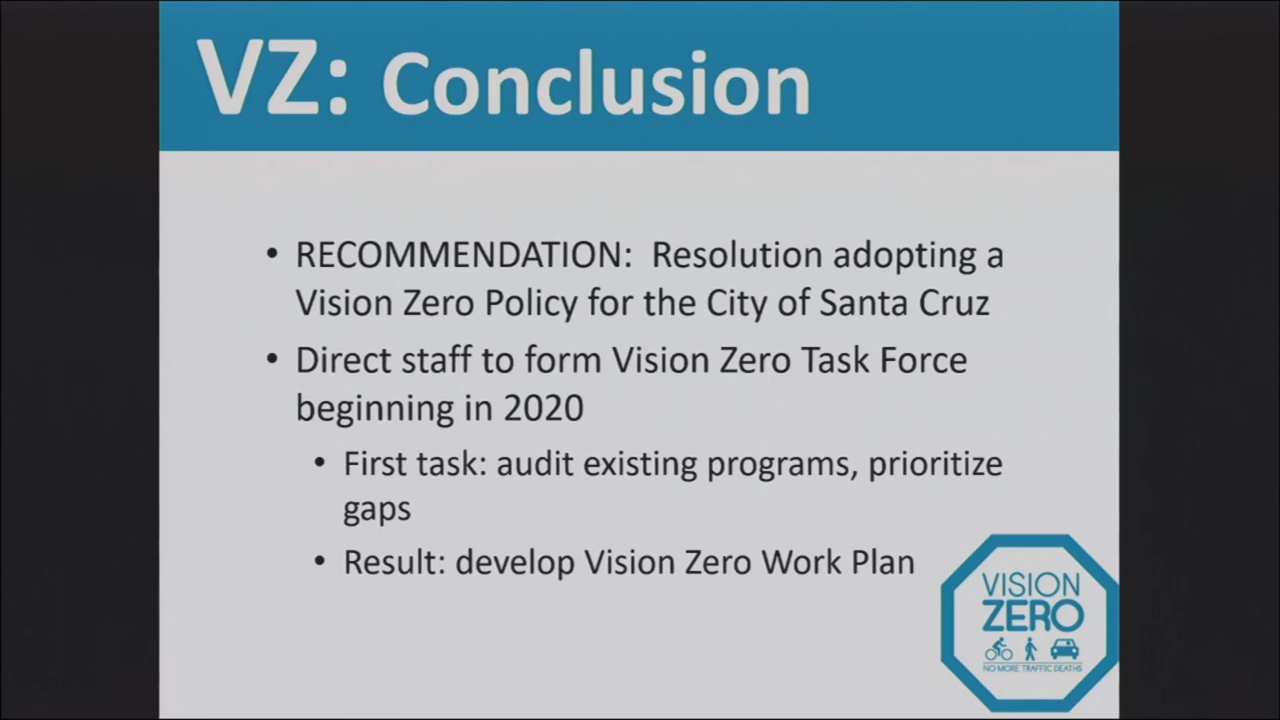 VZ: Conclusion
• RECOMMENDATION: Resolution adopting a
Vision Zero Policy for the City of Santa Cruz
• Direct staff to form Vision Zero Task Force
beginning in 2020
• First task: audit existing programs, prioritize
gaps
• Result: develop Vision Zero Work Plan
VISION
ZERO
NO MORE TRAFFIC DEATHS